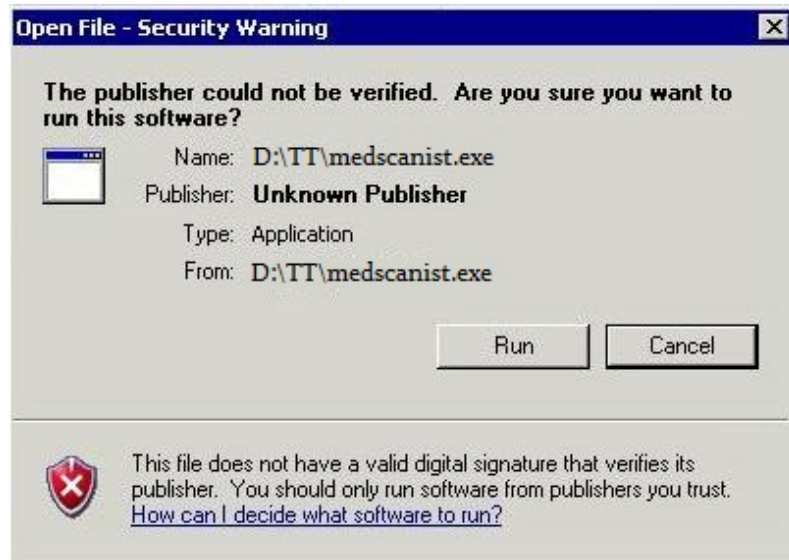 Open File - Security Warning
The publisher could not be verified. Are you sure you want to
run this software?
Name: D:\TT\medscanist.exe
Publisher: Unknown Publisher
Type: Application
From: D:\TT\medscanist.exe
Run Cancel
This file does not have a valid digital signature that verifies its
publisher. You should only run software from publishers you trust.
How can I decide what software to run?